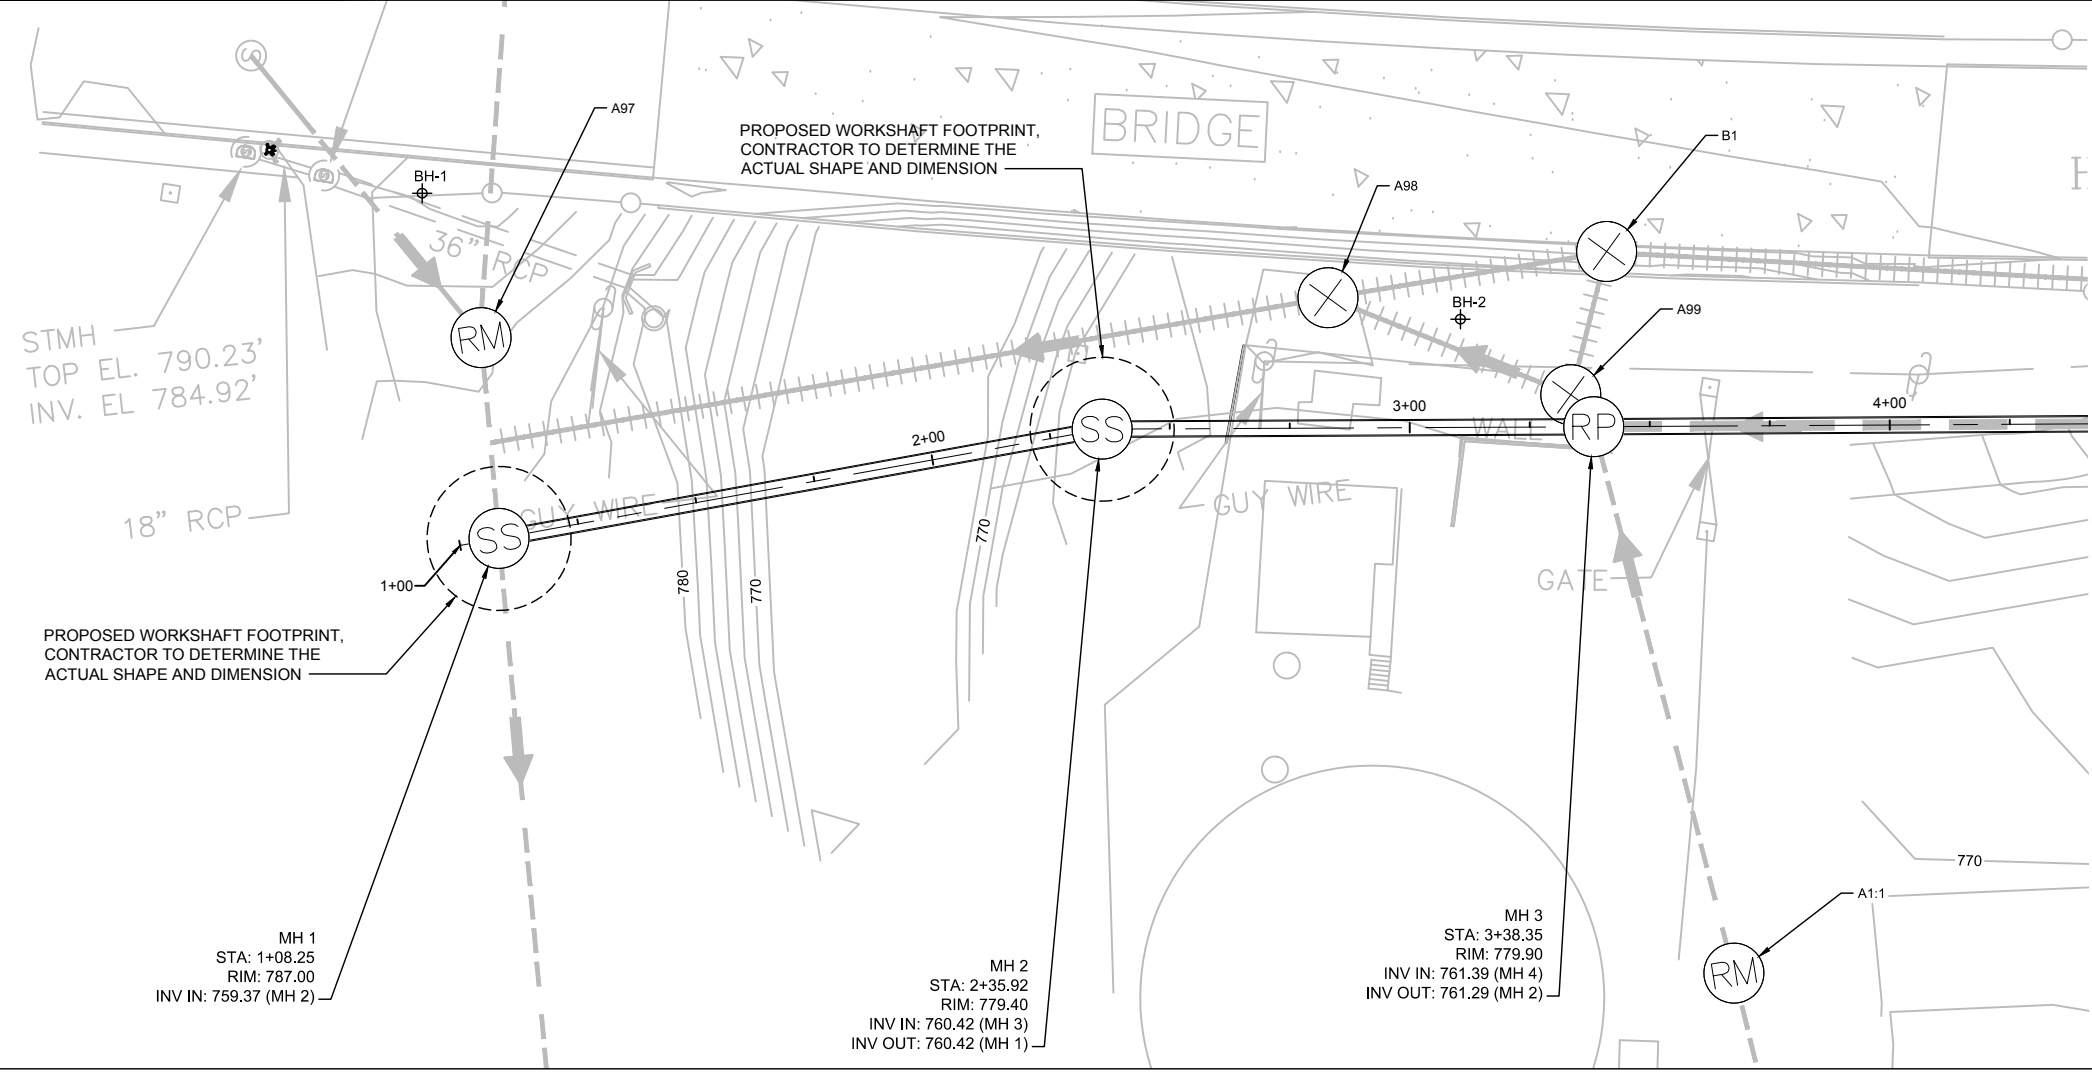 A97
PROPOSED WORKSHAFT FOOTPRINT,
CONTRACTOR TO DETERMINE THE
ACTUAL SHAPE AND DIMENSION
BRIDGE
B1
A98
BH-1
36" RCP
BH-2
A99
STMH
TOP EL. 790.23'
INV. EL 784.92'
RM
SS
3+00
WALL
RP
4+00
2+00
18" RCP
SS
GUY WIRE
GUY WIRE
770
780
770
GATE
1+00
PROPOSED WORKSHAFT FOOTPRINT,
CONTRACTOR TO DETERMINE THE
ACTUAL SHAPE AND DIMENSION
770
A1:1
RM
MH 1
STA: 1+08.25
RIM: 787.00
INV IN: 759.37 (MH 2)
MH 2
STA: 2+35.92
RIM: 779.40
INV IN: 760.42 (MH 3)
INV OUT: 760.42 (MH 1)
MH 3
STA: 3+38.35
RIM: 779.90
INV IN: 761.39 (MH 4)
INV OUT: 761.29 (MH 2)